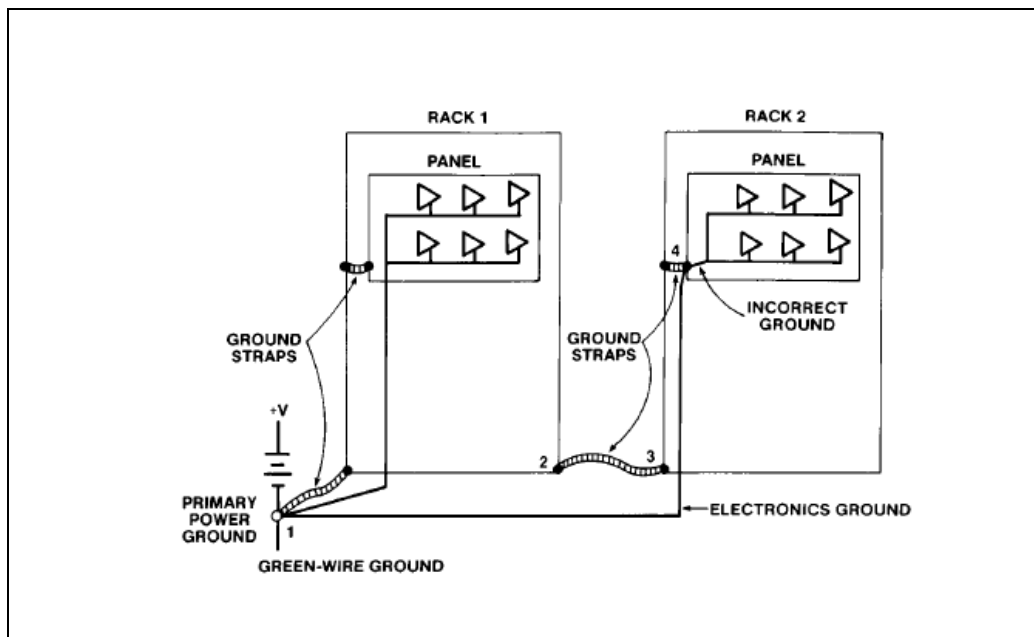 RACK 1
RACK 2
PANEL
PANEL
4
INCORRECT
GROUND
GROUND
STRAPS
GROUND
STRAPS
+V
2
3
PRIMARY
POWER
GROUND
1
ELECTRONICS GROUND
GREEN-WIRE GROUND